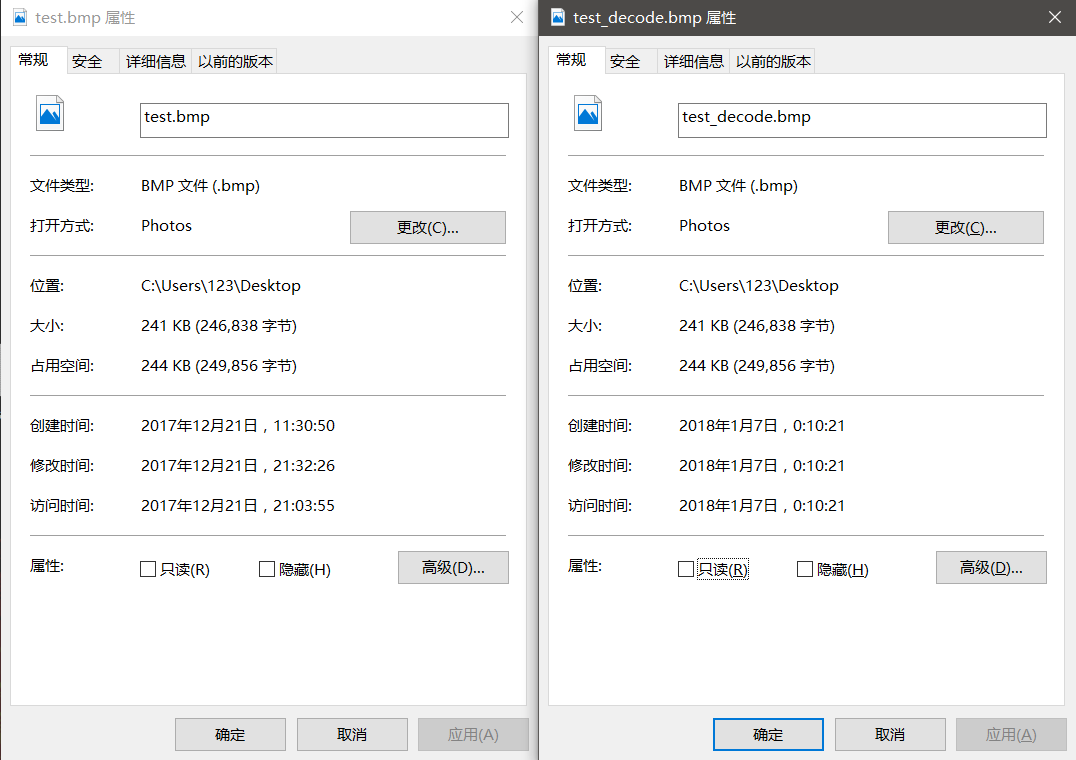 test.bmp 属性
常规 安全 详细信息 以前的版本
test.bmp
文件类型: BMP 文件 (.bmp)
打开方式: Photos 更改(C)...
位置: C:\Users\123\Desktop
大小: 241 KB (246,838 字节)
占用空间: 244 KB (249,856 字节)
创建时间: 2017年12月21日，11:30:50
修改时间: 2017年12月21日，21:32:26
访问时间: 2017年12月21日，21:03:55
属性: 只读(R) 隐藏(H) 高级(D)...
确定 取消 应用(A)
test_decode.bmp 属性
常规 安全 详细信息 以前的版本
test_decode.bmp
文件类型: BMP 文件 (.bmp)
打开方式: Photos 更改(C)...
位置: C:\Users\123\Desktop
大小: 241 KB (246,838 字节)
占用空间: 244 KB (249,856 字节)
创建时间: 2018年1月7日，0:10:21
修改时间: 2018年1月7日，0:10:21
访问时间: 2018年1月7日，0:10:21
属性: 只读(R) 隐藏(H) 高级(D)...
确定 取消 应用(A)